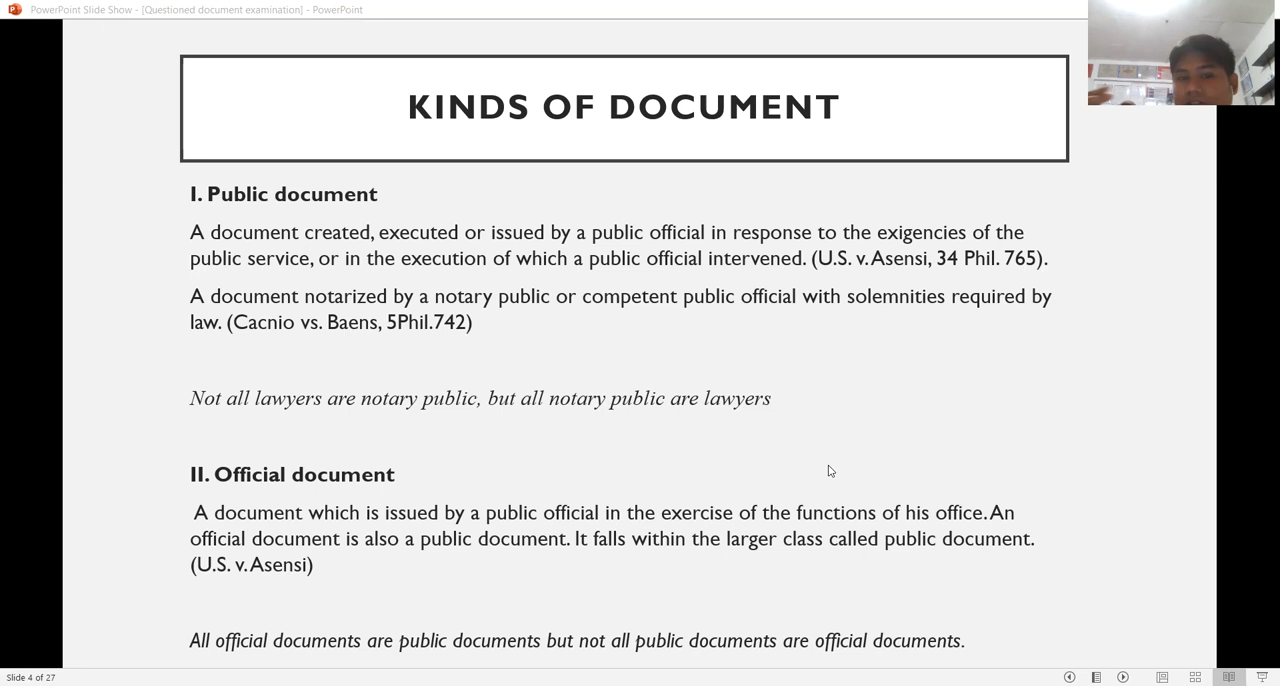 PowerPoint Slide Show - [Questioned document examination] - PowerPoint
KINDS OF DOCUMENT
I. Public document
A document created, executed or issued by a public official in response to the exigencies of the
public service, or in the execution of which a public official intervened. (U.S. v. Asensi, 34 Phil. 765).
A document notarized by a notary public or competent public official with solemnities required by
law. (Cacnio vs. Baens, 5Phil.742)
Not all lawyers are notary public, but all notary public are lawyers
II. Official document
A document which is issued by a public official in the exercise of the functions of his office. An
official document is also a public document. It falls within the larger class called public document.
(U.S. v. Asensi)
All official documents are public documents but not all public documents are official documents.
Slide 4 of 27